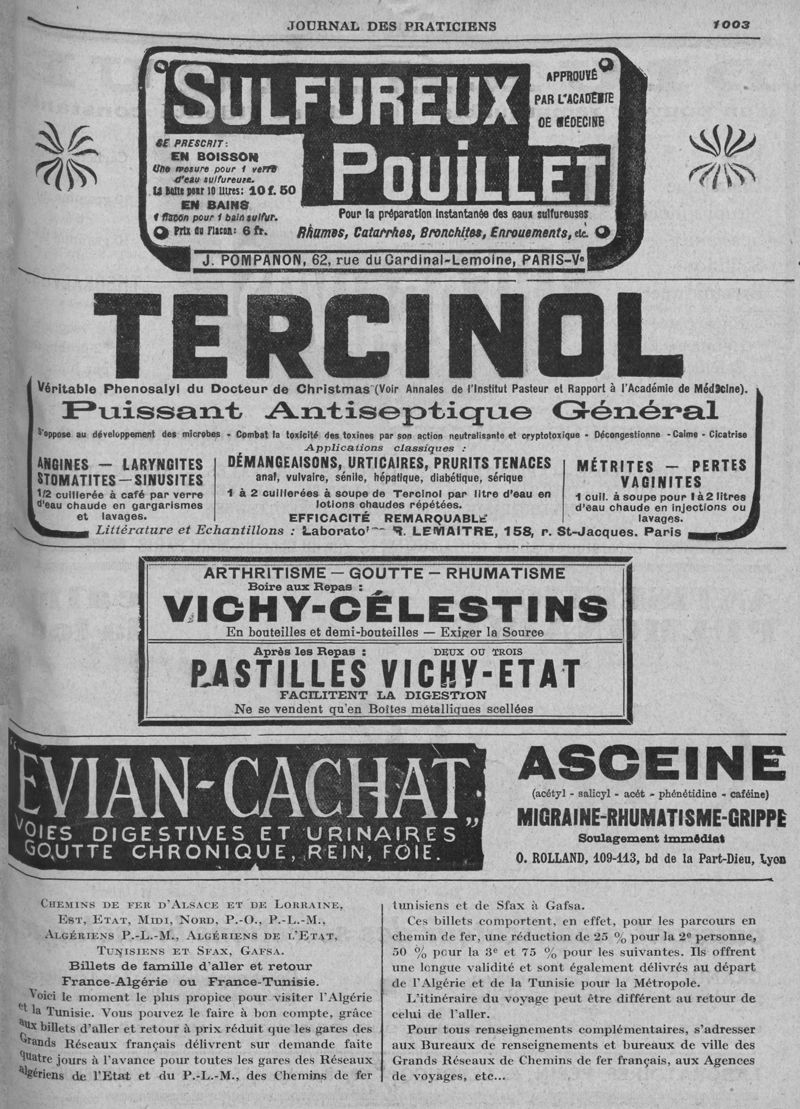 JOURNAL DES PRATICIENS 1003
SULFUREUX
POUILLET
APPROUVÉ
PAR L'ACADÉMIE
DE MÉDECINE
SE PRESCRIT:
EN BOISSON
Une mesure pour 1 verre
d'eau sulfureuse.
La Boîte pour 10 litres: 10 f. 50
EN BAINS
1 flacon pour 1 bain sulfur.
Prix du Flacon: 6 fr.
Pour la préparation instantanée des eaux sulfureuses
Rhumes, Catarrhes, Bronchites, Enrouements, etc.
J. POMPANON, 62, rue du Cardinal-Lemoine, PARIS-Ve
TERCINOL
Véritable Phenosalyl du Docteur de Christmas (Voir Annales de l'Institut Pasteur et Rapport à l'Académie de Médecine).
Puissant Antiseptique Général
S'oppose au développement des microbes - Combat la toxicité des toxines par son action neutralisante et cryptotoxique - Décongestionne - Calme - Cicatrise
Applications classiques :
ANGINES — LARYNGITES
STOMATITES — SINUSITES
1/2 cuillerée à café par verre
d'eau chaude en gargarismes
et lavages.
DÉMANGEAISONS, URTICAIRES, PRURITS TENACES
anaf, vulvaire, sénile, hépatique, diabétique, sérique
1 à 2 cuillerées à soupe de Tercinol par litre d'eau en
lotions chaudes répétées.
EFFICACITÉ REMARQUABLE
MÉTRITES — PERTES
VAGINITES
1 cuil. à soupe pour 1 à 2 litres
d'eau chaude en injections ou
lavages.
Littérature et Echantillons : Laborato R. LEMAITRE, 158, r. St-Jacques. Paris
ARTHRITISME — GOUTTE — RHUMATISME
Boire aux Repas :
VICHY-CÉLESTINS
En bouteilles et demi-bouteilles — Exiger la Source
Après les Repas : DEUX OU TROIS
PASTILLES VICHY-ETAT
FACILITENT LA DIGESTION
Ne se vendent qu'en Boîtes métalliques scellées
"EVIAN-CACHAT"
VOIES DIGESTIVES ET URINAIRES
GOUTTE CHRONIQUE, REIN, FOIE.
ASCEINE
(acétyl - salicyl - acét - phénétidine - caféine)
MIGRAINE-RHUMATISME-GRIPPE
Soulagement immédiat
O. ROLLAND, 109-113, bd de la Part-Dieu, Lyon
CHEMINS DE FER D'ALSACE ET DE LORRAINE,
EST, ETAT, MIDI, NORD, P.-O., P.-L.-M.,
ALGÉRIENS P.-L.-M., ALGÉRIENS DE L'ETAT,
TUNISIENS ET SFAX, GAFSA.
Billets de famille d'aller et retour
France-Algérie ou France-Tunisie.
Voici le moment le plus propice pour visiter l'Algérie
et la Tunisie. Vous pouvez le faire à bon compte, grâce
aux billets d'aller et retour à prix réduit que les gares des
Grands Réseaux français délivrent sur demande faite
quatre jours à l'avance pour toutes les gares des Réseaux
algériens de l'Etat et du P.-L.-M., des Chemins de fer
tunisiens et de Sfax à Gafsa.
Ces billets comportent, en effet, pour les parcours en
chemin de fer, une réduction de 25 % pour la 2e personne,
50 % pour la 3e et 75 % pour les suivantes. Ils offrent
une longue validité et sont également délivrés au départ
de l'Algérie et de la Tunisie pour la Métropole.
L'itinéraire du voyage peut être différent au retour de
celui de l'aller.
Pour tous renseignements complémentaires, s'adresser
aux Bureaux de renseignements et bureaux de ville des
Grands Réseaux de Chemins de fer français, aux Agences
de voyages, etc...